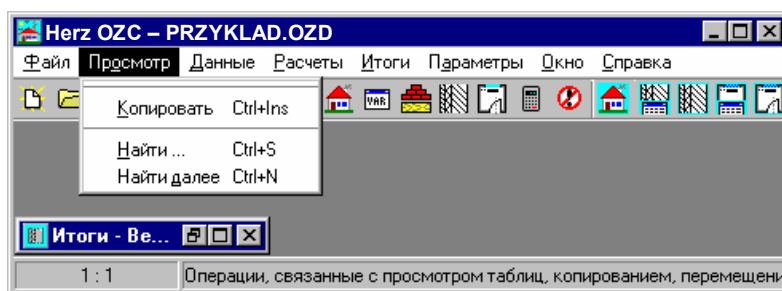 Herz OZC – PRZYKLAD.OZD
Файл Просмотр Данные Расчеты Итоги Параметры Окно Справка
VAR
Копировать Ctrl+Ins
Найти ... Ctrl+S
Найти далее Ctrl+N
Итоги - Ве...
1 : 1 Операции, связанные с просмотром таблиц, копированием,